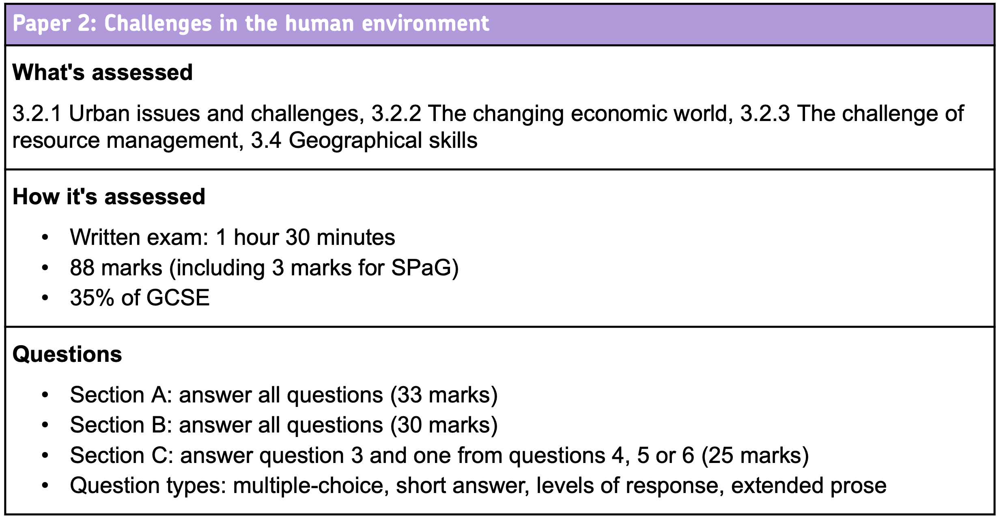 Paper 2: Challenges in the human environment
What's assessed
3.2.1 Urban issues and challenges, 3.2.2 The changing economic world, 3.2.3 The challenge of
resource management, 3.4 Geographical skills
How it's assessed
• Written exam: 1 hour 30 minutes
• 88 marks (including 3 marks for SPaG)
• 35% of GCSE
Questions
• Section A: answer all questions (33 marks)
• Section B: answer all questions (30 marks)
• Section C: answer question 3 and one from questions 4, 5 or 6 (25 marks)
• Question types: multiple-choice, short answer, levels of response, extended prose